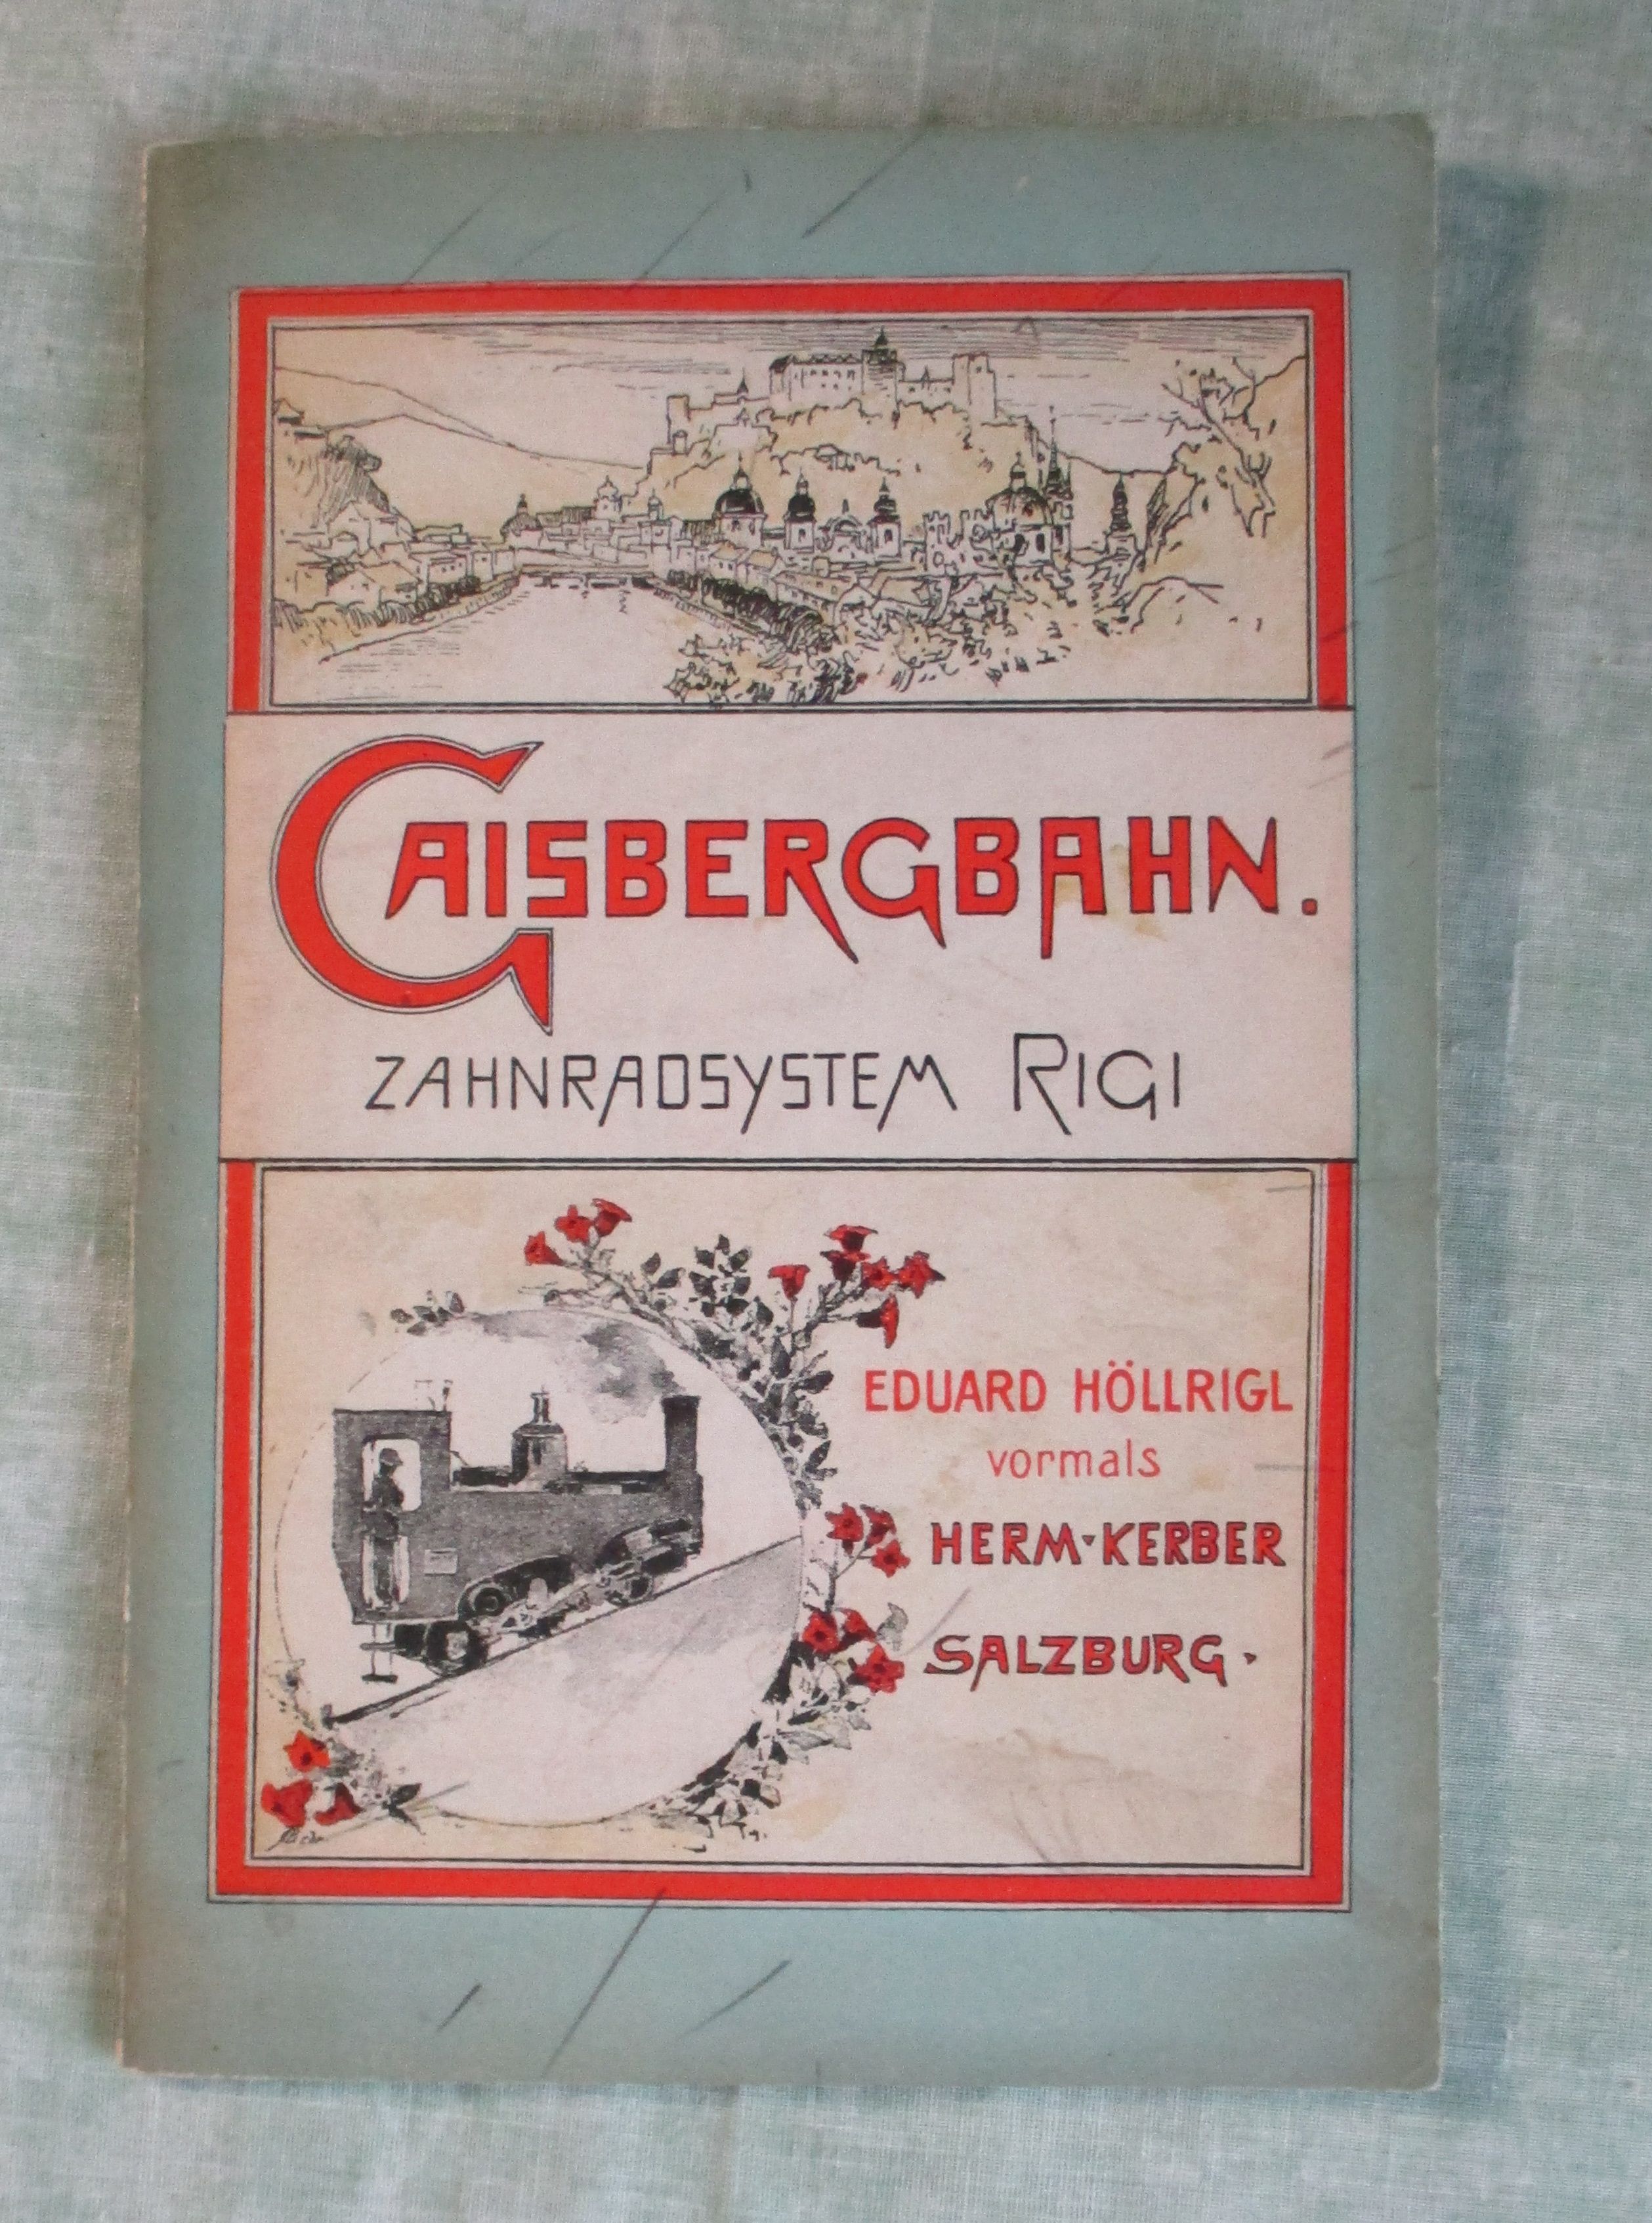 GAISBERGBAHN.
ZAHNRADSYSTEM RIGI
EDUARD HÖLLRIGL
vormals
HERM·KERBER
SALZBURG·